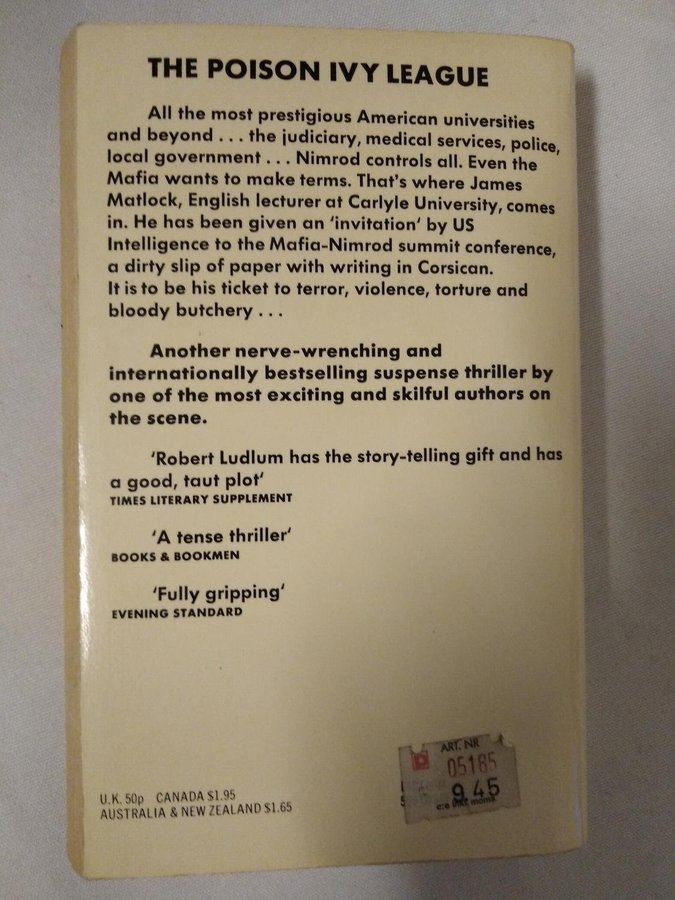 THE POISON IVY LEAGUE
All the most prestigious American universities
and beyond . . . the judiciary, medical services, police,
local government . . . Nimrod controls all. Even the
Mafia wants to make terms. That's where James
Matlock, English lecturer at Carlyle University, comes
in. He has been given an 'invitation' by US
Intelligence to the Mafia-Nimrod summit conference,
a dirty slip of paper with writing in Corsican.
It is to be his ticket to terror, violence, torture and
bloody butchery . . .
Another nerve-wrenching and
internationally bestselling suspense thriller by
one of the most exciting and skilful authors on
the scene.
'Robert Ludlum has the story-telling gift and has
a good, taut plot'
TIMES LITERARY SUPPLEMENT
'A tense thriller'
BOOKS & BOOKMEN
'Fully gripping'
EVENING STANDARD
ART. NR
05185
9.45
U.K. 50p CANADA $1.95
AUSTRALIA & NEW ZEALAND $1.65